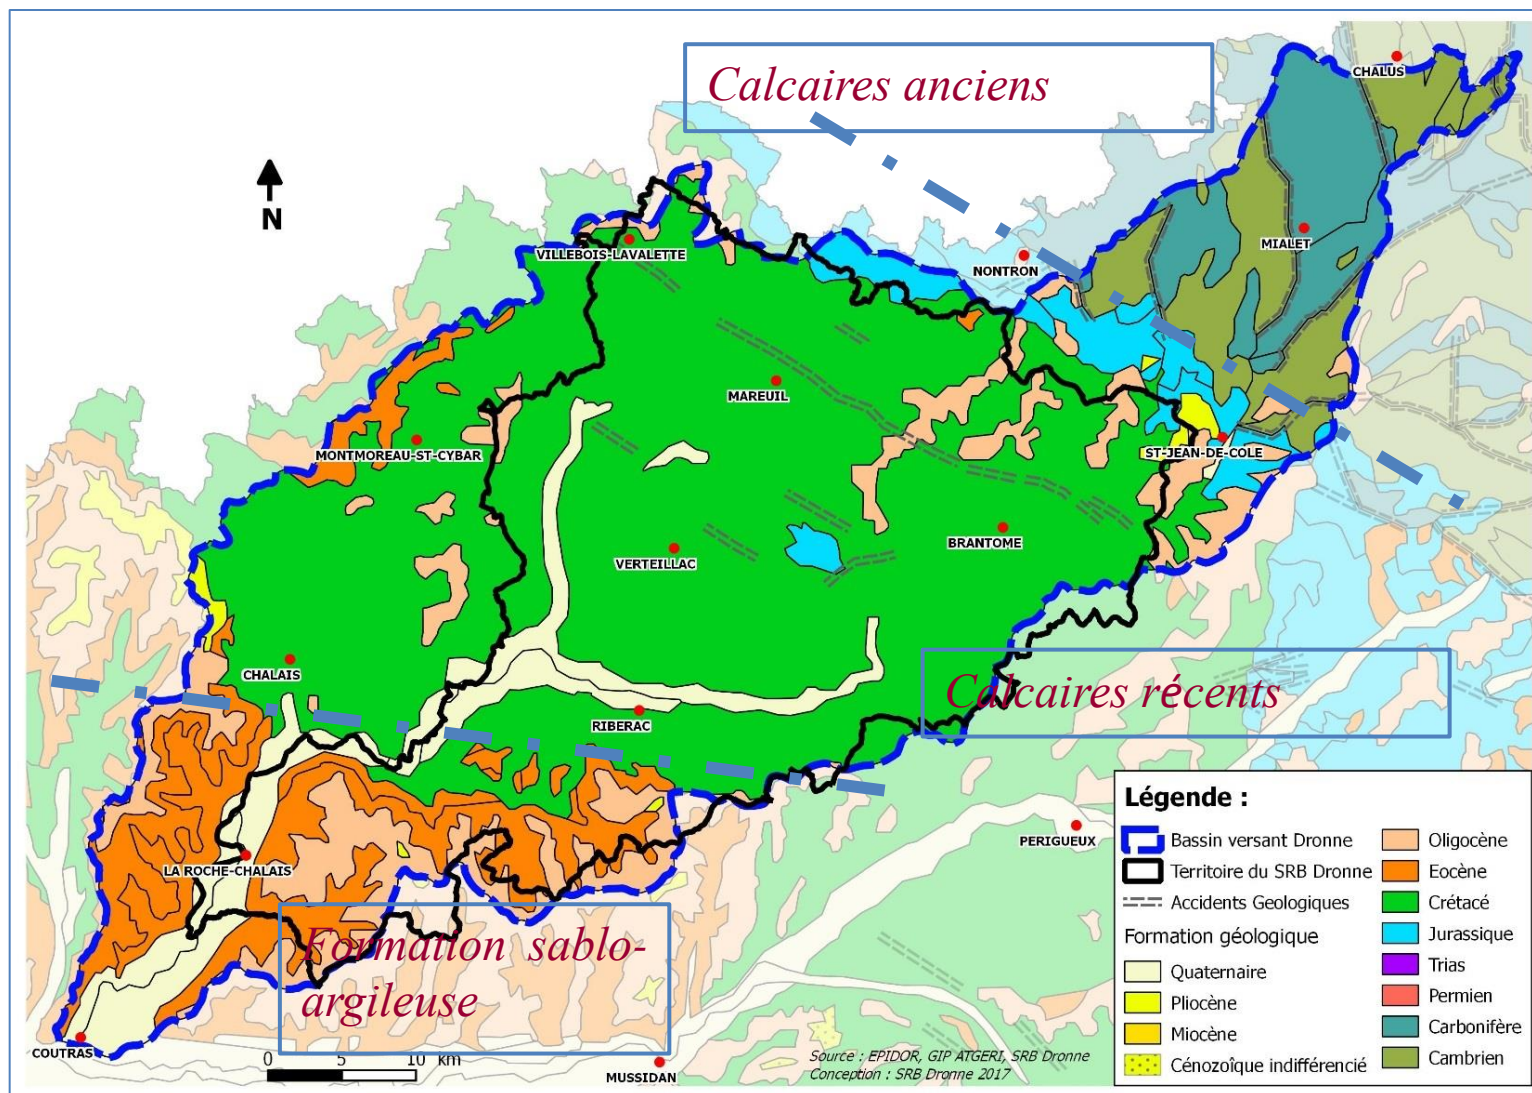 Calcaires anciens
CHALUS
N
VILLEBOIS-LAVALETTE
NONTRON
MIALET
MAREUIL
MONTMOREAU-ST-CYBAR
ST-JEAN-DE-COLE
BRANTOME
VERTEILLAC
CHALAIS
Calcaires récents
RIBERAC
LA ROCHE-CHALAIS
PERIGUEUX
Formation sablo-
argileuse
COUTRAS
0 5 10 km
MUSSIDAN
Source : EPIDOR, GIP ATGERI, SRB Dronne
Conception : SRB Dronne 2017
Légende :
Bassin versant Dronne
Territoire du SRB Dronne
Accidents Geologiques
Formation géologique
Quaternaire
Pliocène
Miocène
Cénozoîque indifférencié
Oligocène
Eocène
Crétacé
Jurassique
Trias
Permien
Carbonifère
Cambrien